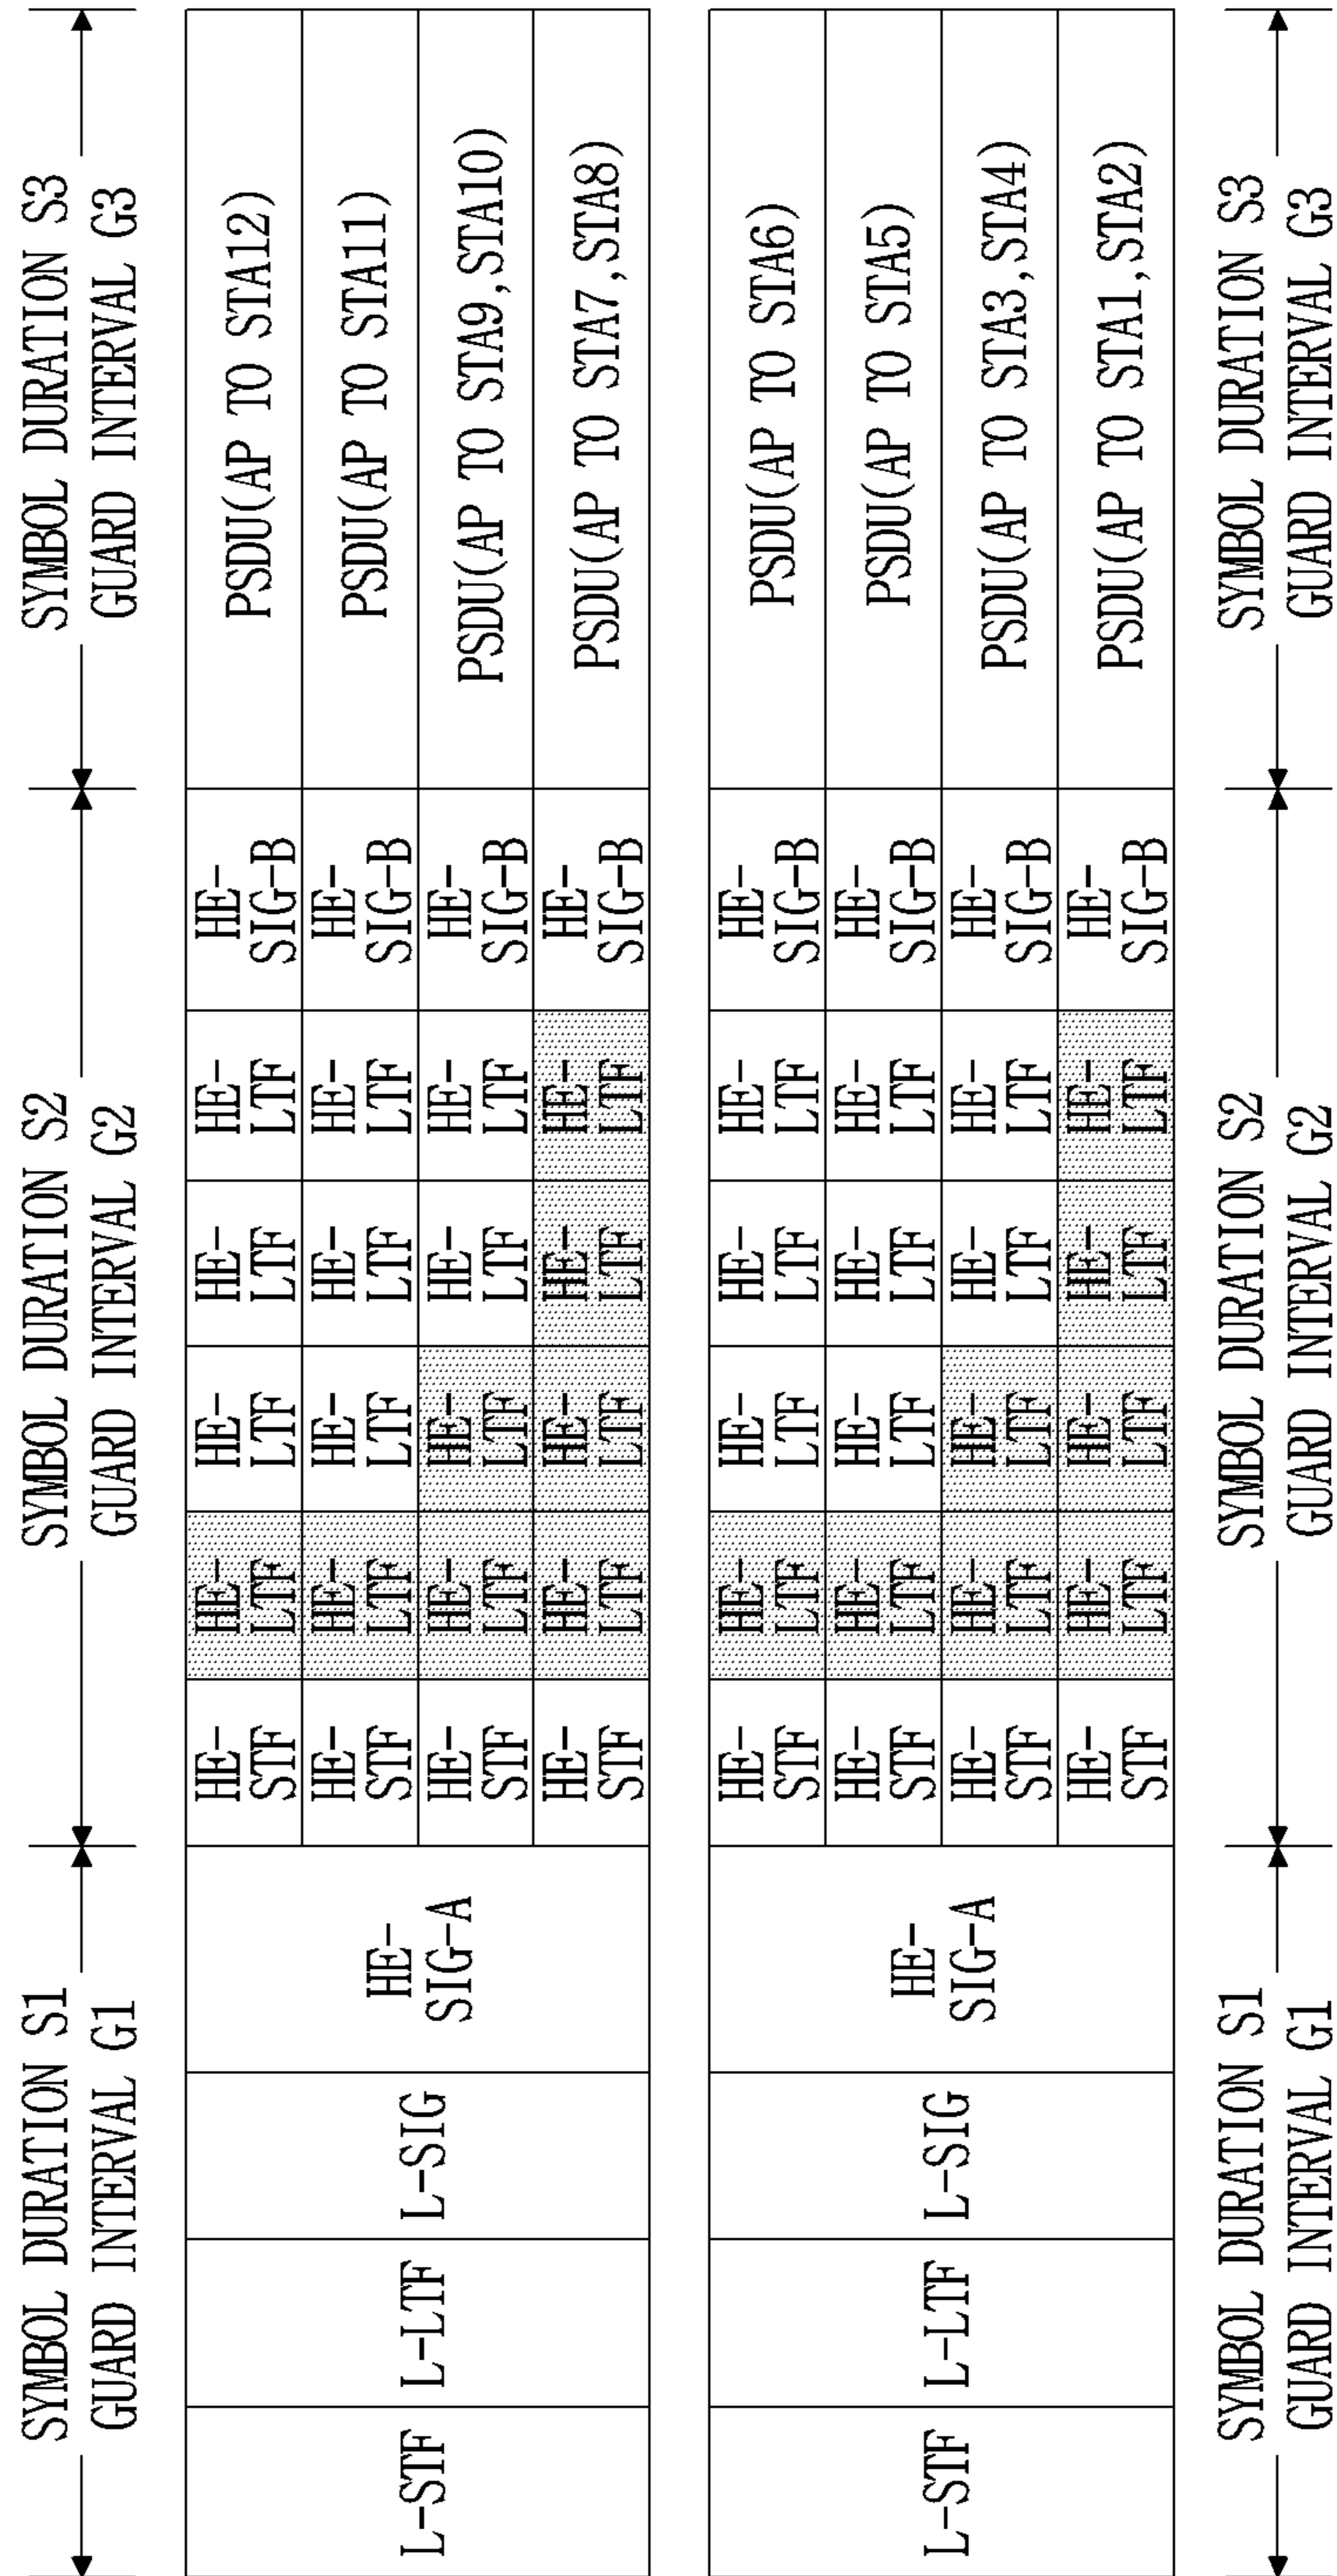 SYMBOL DURATION S1
GUARD INTERVAL G1
SYMBOL DURATION S2
GUARD INTERVAL G2
SYMBOL DURATION S3
GUARD INTERVAL G3
L-STF
L-LTF
L-SIG
HE-
SIG-A
HE-
STF
HE-
LTF
HE-
LTF
HE-
LTF
HE-
LTF
HE-
SIG-B
PSDU(AP TO STA12)
HE-
STF
HE-
LTF
HE-
LTF
HE-
LTF
HE-
LTF
HE-
SIG-B
PSDU(AP TO STA11)
HE-
STF
HE-
LTF
HE-
LTF
HE-
LTF
HE-
LTF
HE-
SIG-B
PSDU(AP TO STA9,STA10)
HE-
STF
HE-
LTF
HE-
LTF
HE-
LTF
HE-
LTF
HE-
SIG-B
PSDU(AP TO STA7,STA8)
L-STF
L-LTF
L-SIG
HE-
SIG-A
HE-
STF
HE-
LTF
HE-
LTF
HE-
LTF
HE-
LTF
HE-
SIG-B
PSDU(AP TO STA6)
HE-
STF
HE-
LTF
HE-
LTF
HE-
LTF
HE-
LTF
HE-
SIG-B
PSDU(AP TO STA5)
HE-
STF
HE-
LTF
HE-
LTF
HE-
LTF
HE-
LTF
HE-
SIG-B
PSDU(AP TO STA3,STA4)
HE-
STF
HE-
LTF
HE-
LTF
HE-
LTF
HE-
LTF
HE-
SIG-B
PSDU(AP TO STA1,STA2)
SYMBOL DURATION S1
GUARD INTERVAL G1
SYMBOL DURATION S2
GUARD INTERVAL G2
SYMBOL DURATION S3
GUARD INTERVAL G3